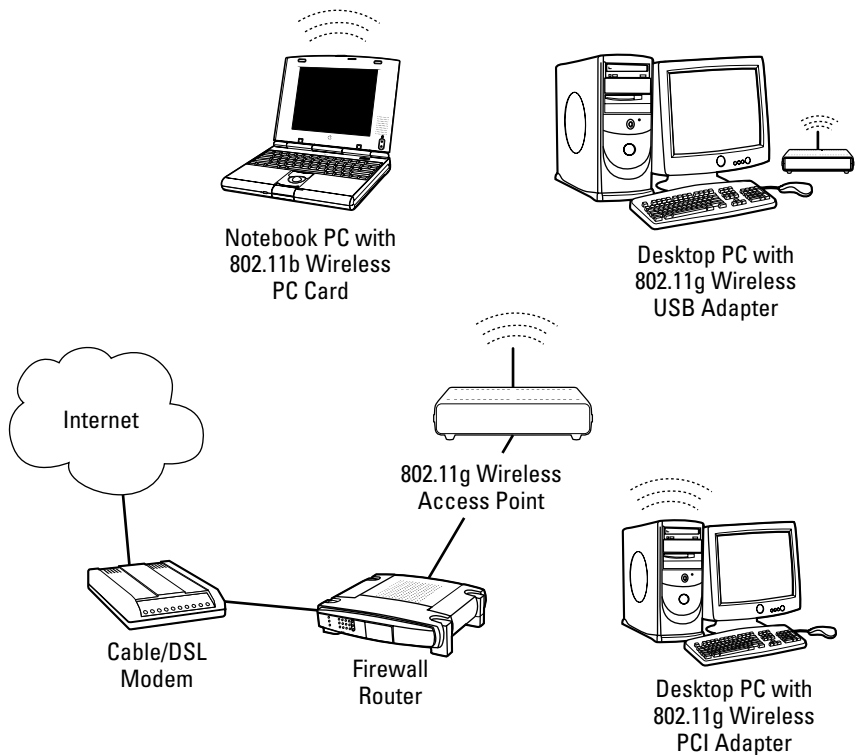 Notebook PC with
802.11b Wireless
PC Card
Desktop PC with
802.11g Wireless
USB Adapter
Internet
802.11g Wireless
Access Point
Cable/DSL
Modem
Firewall
Router
Desktop PC with
802.11g Wireless
PCI Adapter